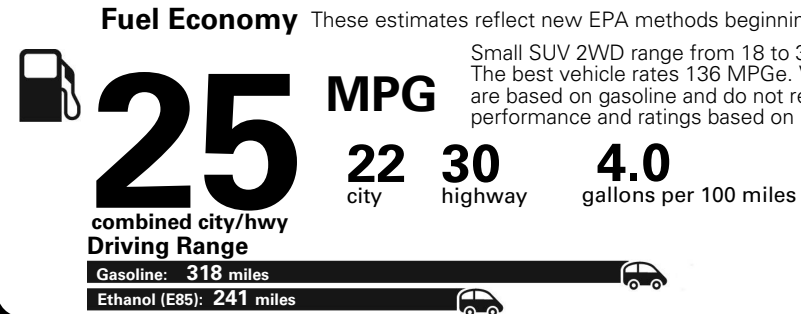 Fuel Economy These estimates reflect new EPA methods
Small SUV 2WD range from 18 to
The best vehicle rates 136 MPGe.
are based on gasoline and do not
performance and ratings based on
25 MPG
22 30 4.0
city highway gallons per 100 miles
combined city/hwy
Driving Range
Gasoline: 318 miles
Ethanol (E85): 241 miles